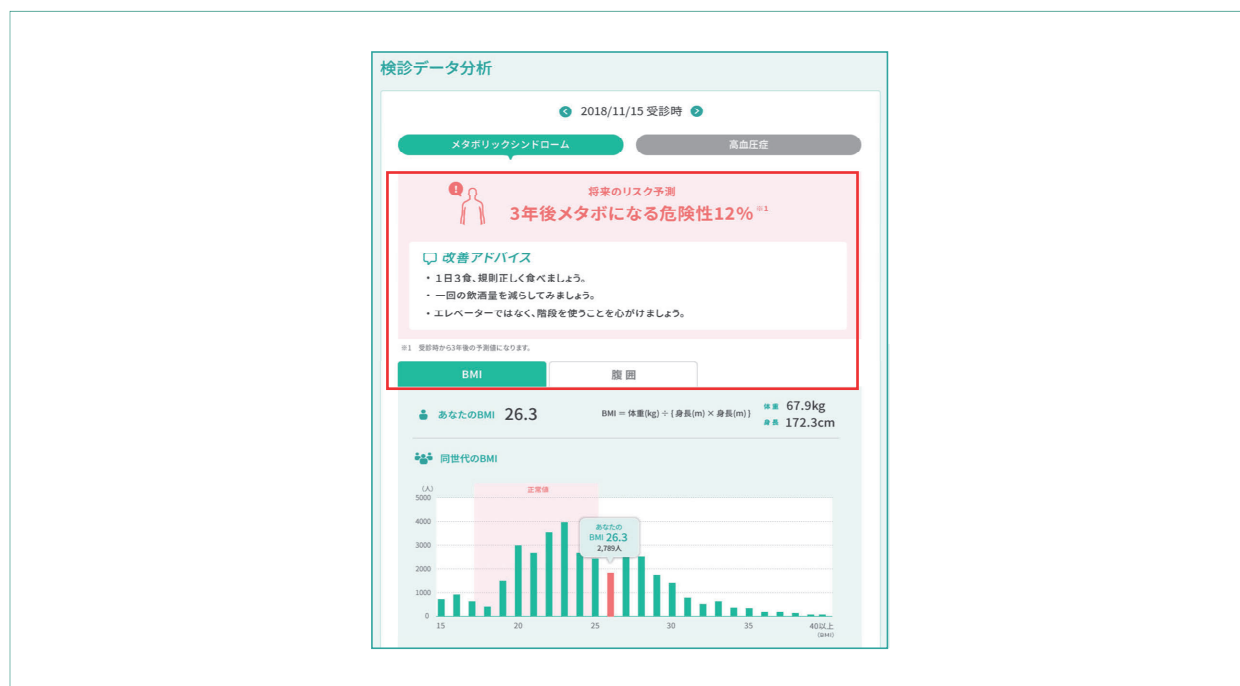 検診データ分析
2018/11/15 受診時
メタボリックシンドローム
高血圧症
将来のリスク予測
3年後メタボになる危険性12% ※1
改善アドバイス
・1日3食、規則正しく食べましょう。
- 一回の飲酒量を減らしてみましょう。
・エレベーターではなく、階段を使うことを心がけましょう。
※1 受診時から3年後の予測値になります。
BMI
腹囲
あなたのBMI 26.3
BMI = 体重(kg) ÷ { 身長(m) × 身長(m) }
体重 67.9kg
身長 172.3cm
同世代のBMI
(人)
正常値
5000
4000
3000
2000
1000
0
あなたの
BMI 26.3
2,789人
15 20 25 30 35 40以上
(BMI)